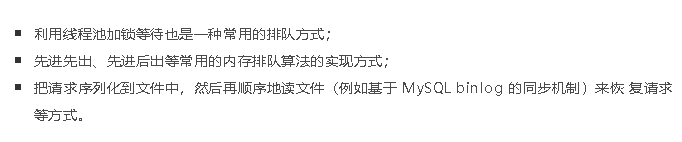 ▪ 利用线程池加锁等待也是一种常用的排队方式；
▪ 先进先出、先进后出等常用的内存排队算法的实现方式；
▪ 把请求序列化到文件中，然后再顺序地读文件（例如基于 MySQL binlog 的同步机制）来恢 复请求
等方式。